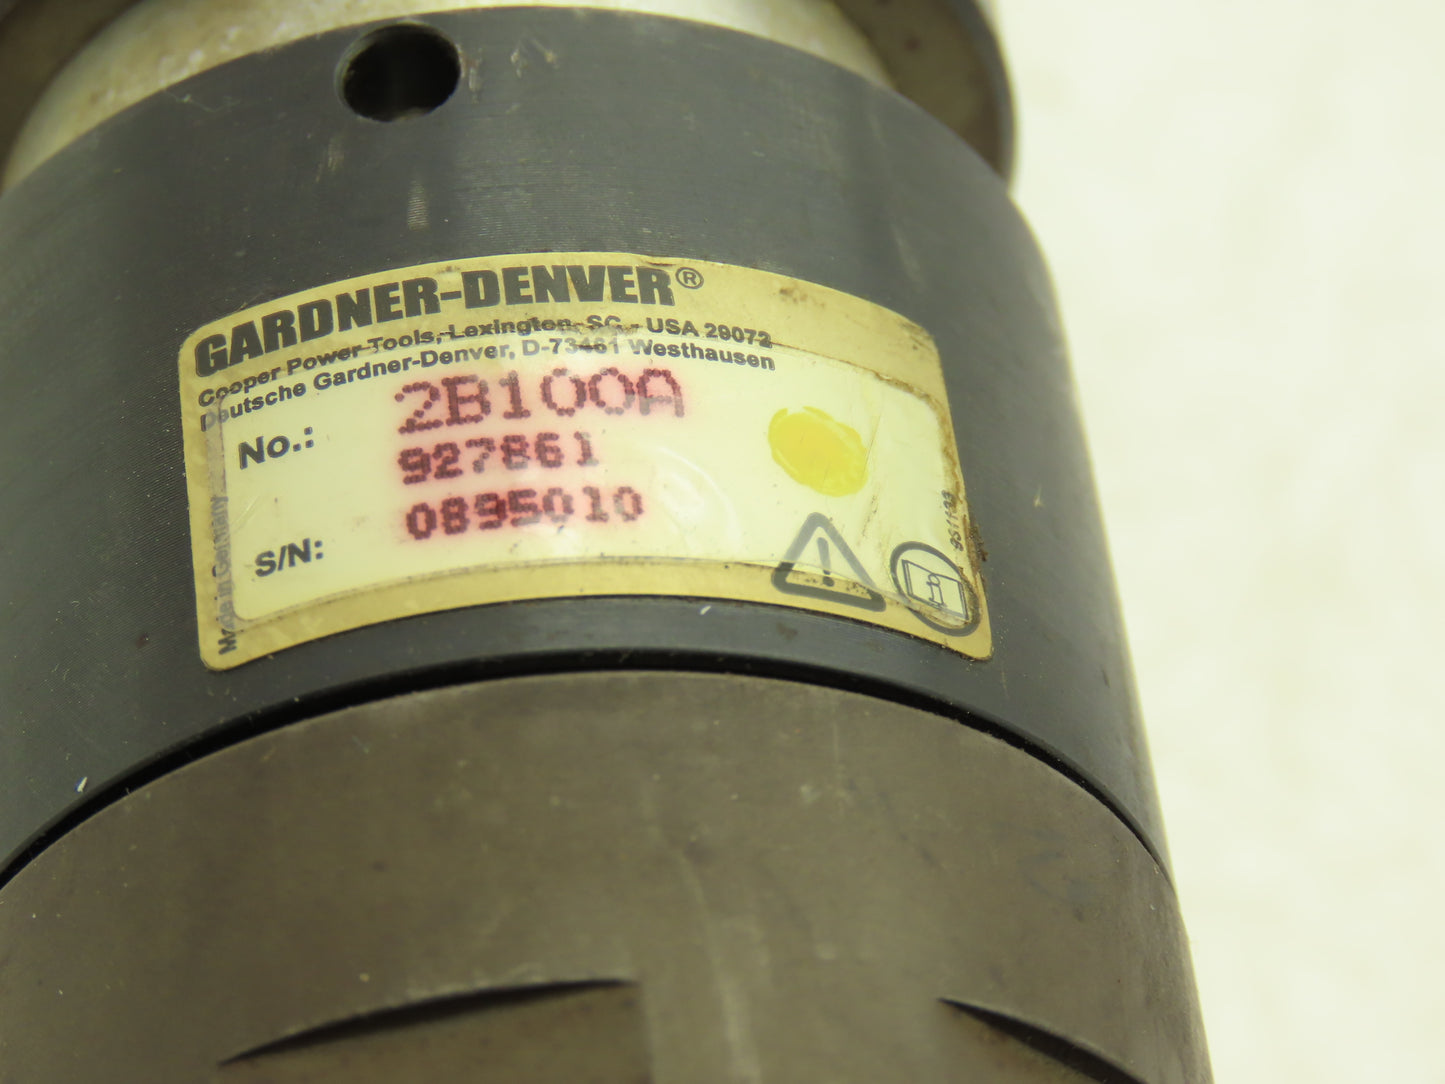 GARDNER-DENVER®
Cooper Power Tools, Lexington, SC - USA 29072
Deutsche Gardner-Denver, D-73461 Westhausen
No.: 2B100A
927861
S/N: 0895010
Made in Germany
961133